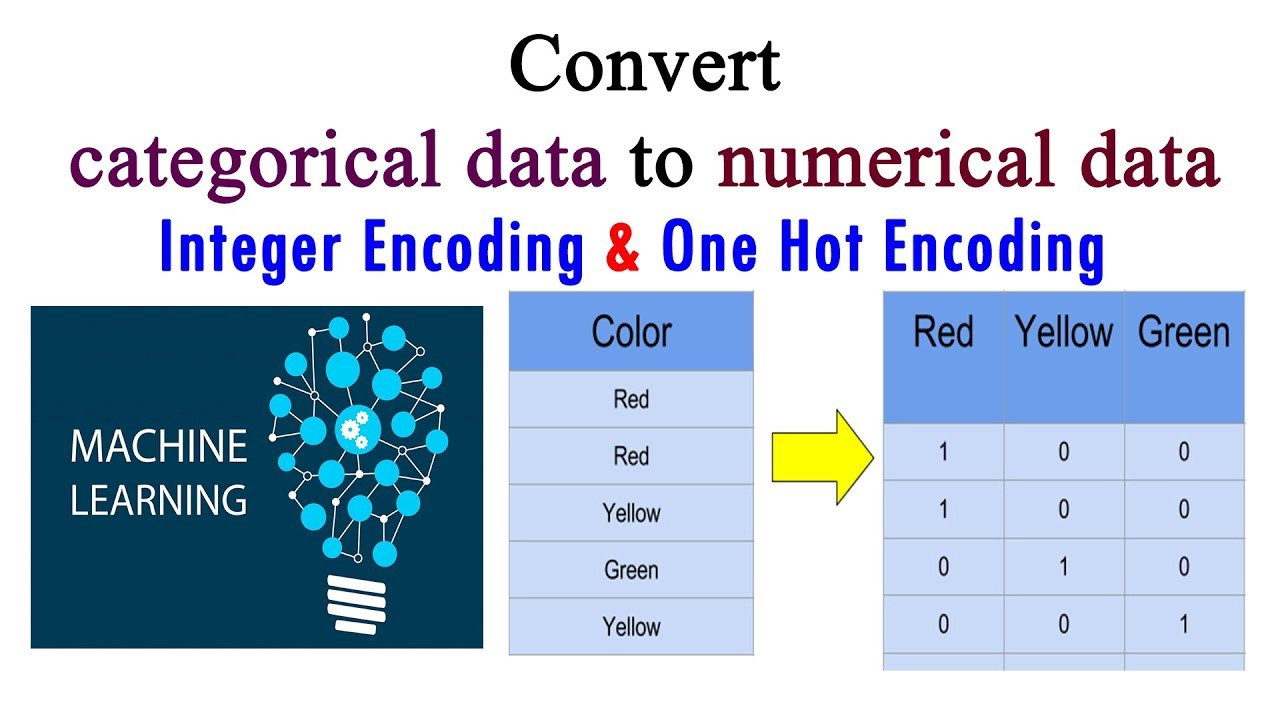 Convert
categorical data to numerical data
Integer Encoding & One Hot Encoding
MACHINE
LEARNING
Color
Red
Red
Yellow
Green
Yellow
Red Yellow Green
1 0 0
1 0 0
0 1 0
0 0 1